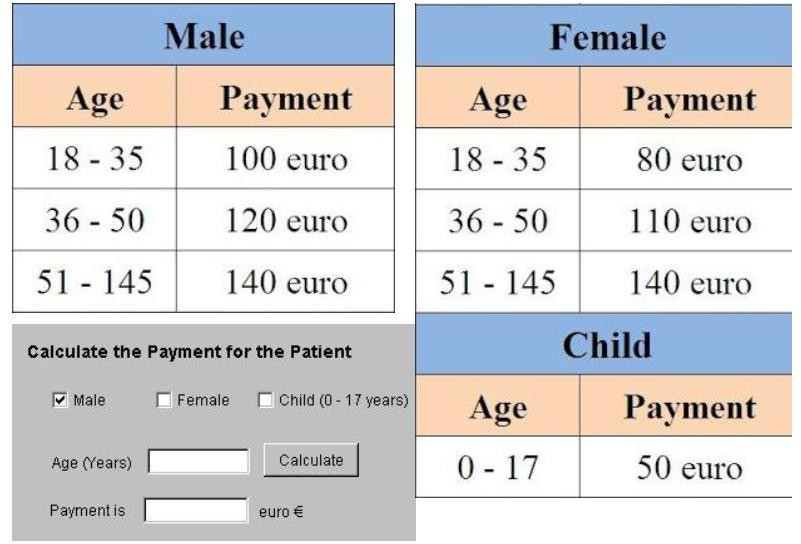 Male
Age Payment
18 - 35 100 euro
36 - 50 120 euro
51 - 145 140 euro
Female
Age Payment
18 - 35 80 euro
36 - 50 110 euro
51 - 145 140 euro
Child
Age Payment
0 - 17 50 euro
Calculate the Payment for the Patient
Male Female Child (0 - 17 years)
Age (Years) Calculate
Payment is euro €